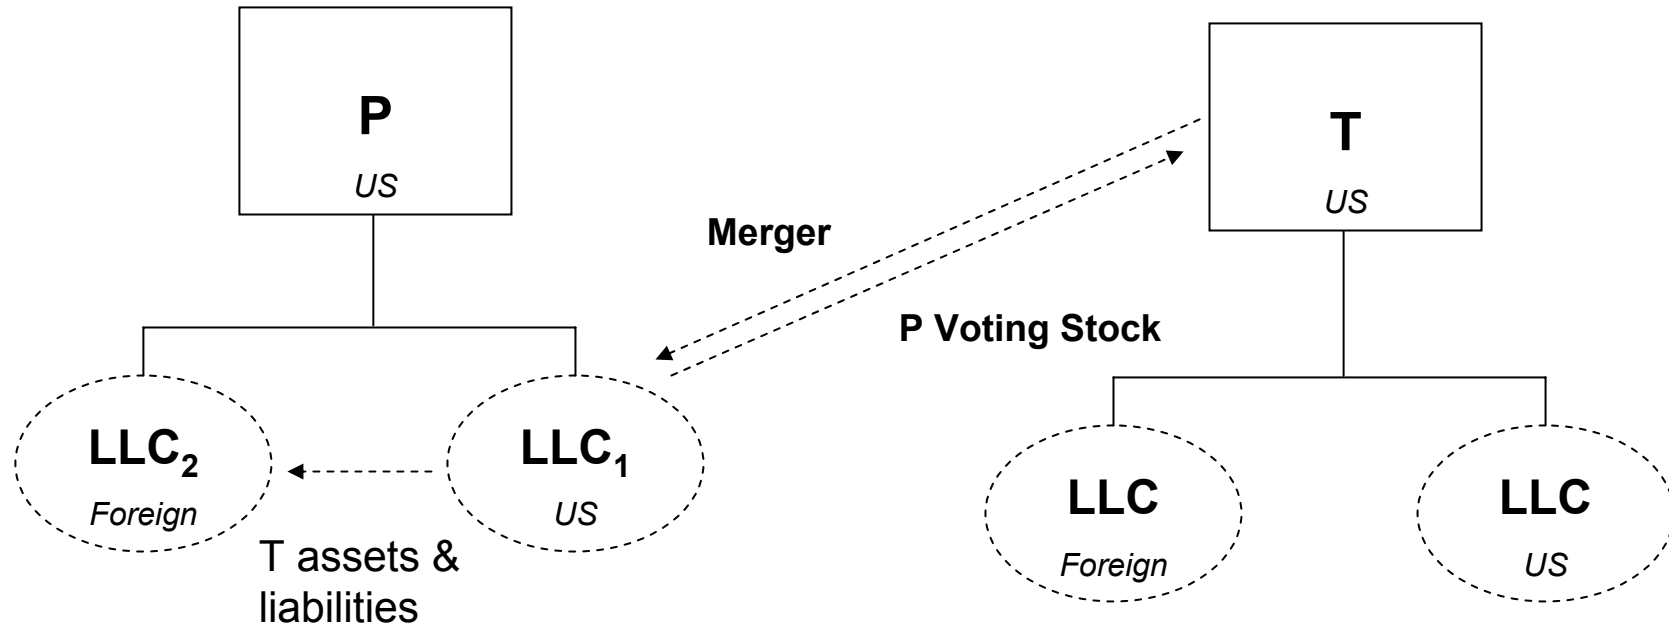 P
US
T
US
Merger
P Voting Stock
LLC₂
Foreign
LLC₁
US
T assets &
liabilities
LLC
Foreign
LLC
US